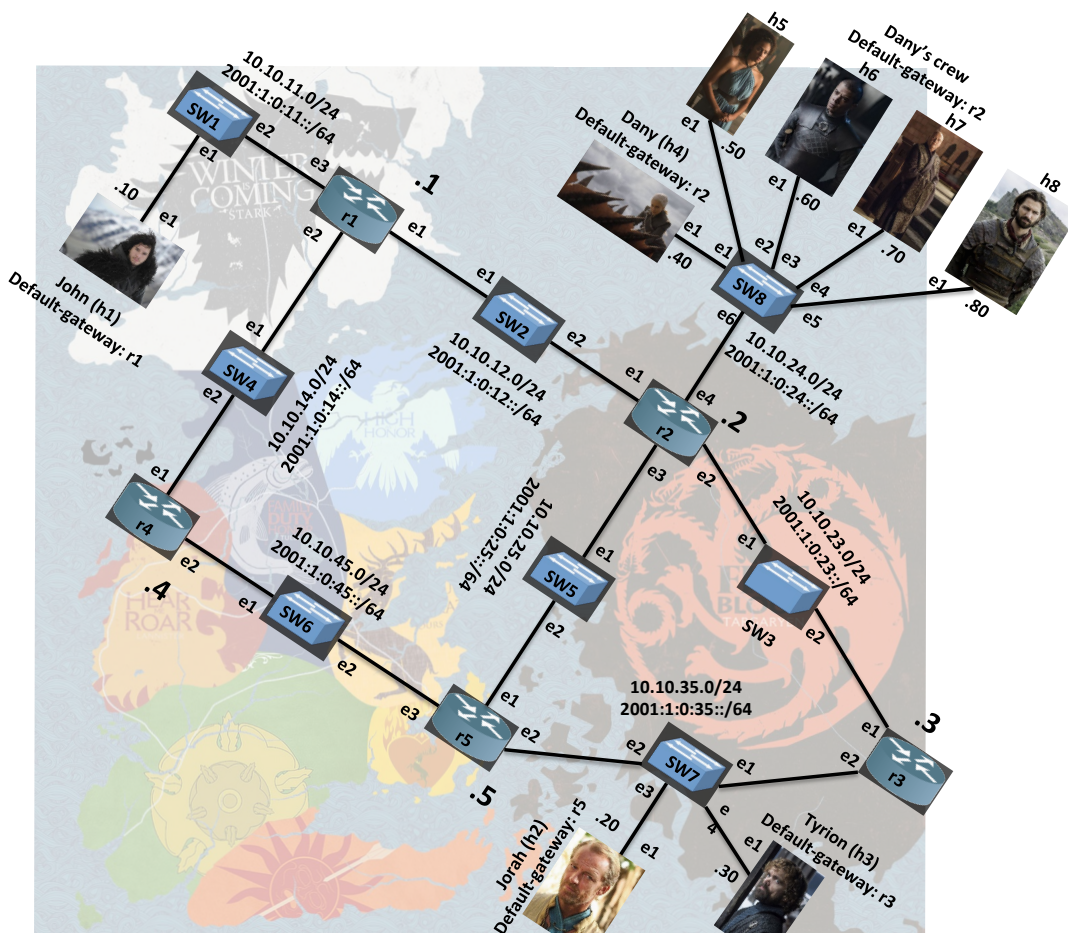 h5
Dany's crew
Default-gateway: r2
h6
h7
h8
10.10.11.0/24
2001:1:0:11::/64
SW1
e2
e1
e3
.1
.10
e1
r1
e1
e2
WINTER
IS
COMING
STARK
John (h1)
Default-gateway: r1
Dany (h4)
Default-gateway: r2
e1
.50
e1
.60
e1
.70
e1
.80
e1
.40
e1
e2
e3
e4
e5
e6
SW8
10.10.24.0/24
2001:1:0:24::/64
e1
SW2
e2
10.10.12.0/24
2001:1:0:12::/64
e1
SW4
e2
10.10.14.0/24
2001:1:0:14::/64
HIGH
HONOR
e1
e4
r2
.2
e3
e2
e1
r4
e2
.4
HEAR
ROAR
10.10.45.0/24
2001:1:0:45::/64
e1
SW6
e2
10.10.25.0/24
2001:1:0:25::/64
e1
SW5
e2
10.10.23.0/24
2001:1:0:23::/64
e1
SW3
e2
e3
r5
e1
e2
.5
10.10.35.0/24
2001:1:0:35::/64
e2
SW7
e1
e3
e
4
e1
e2
r3
.3
Jorah (h2)
Default-gateway: r5
.20
e1
Tyrion (h3)
Default-gateway: r3
e1
.30